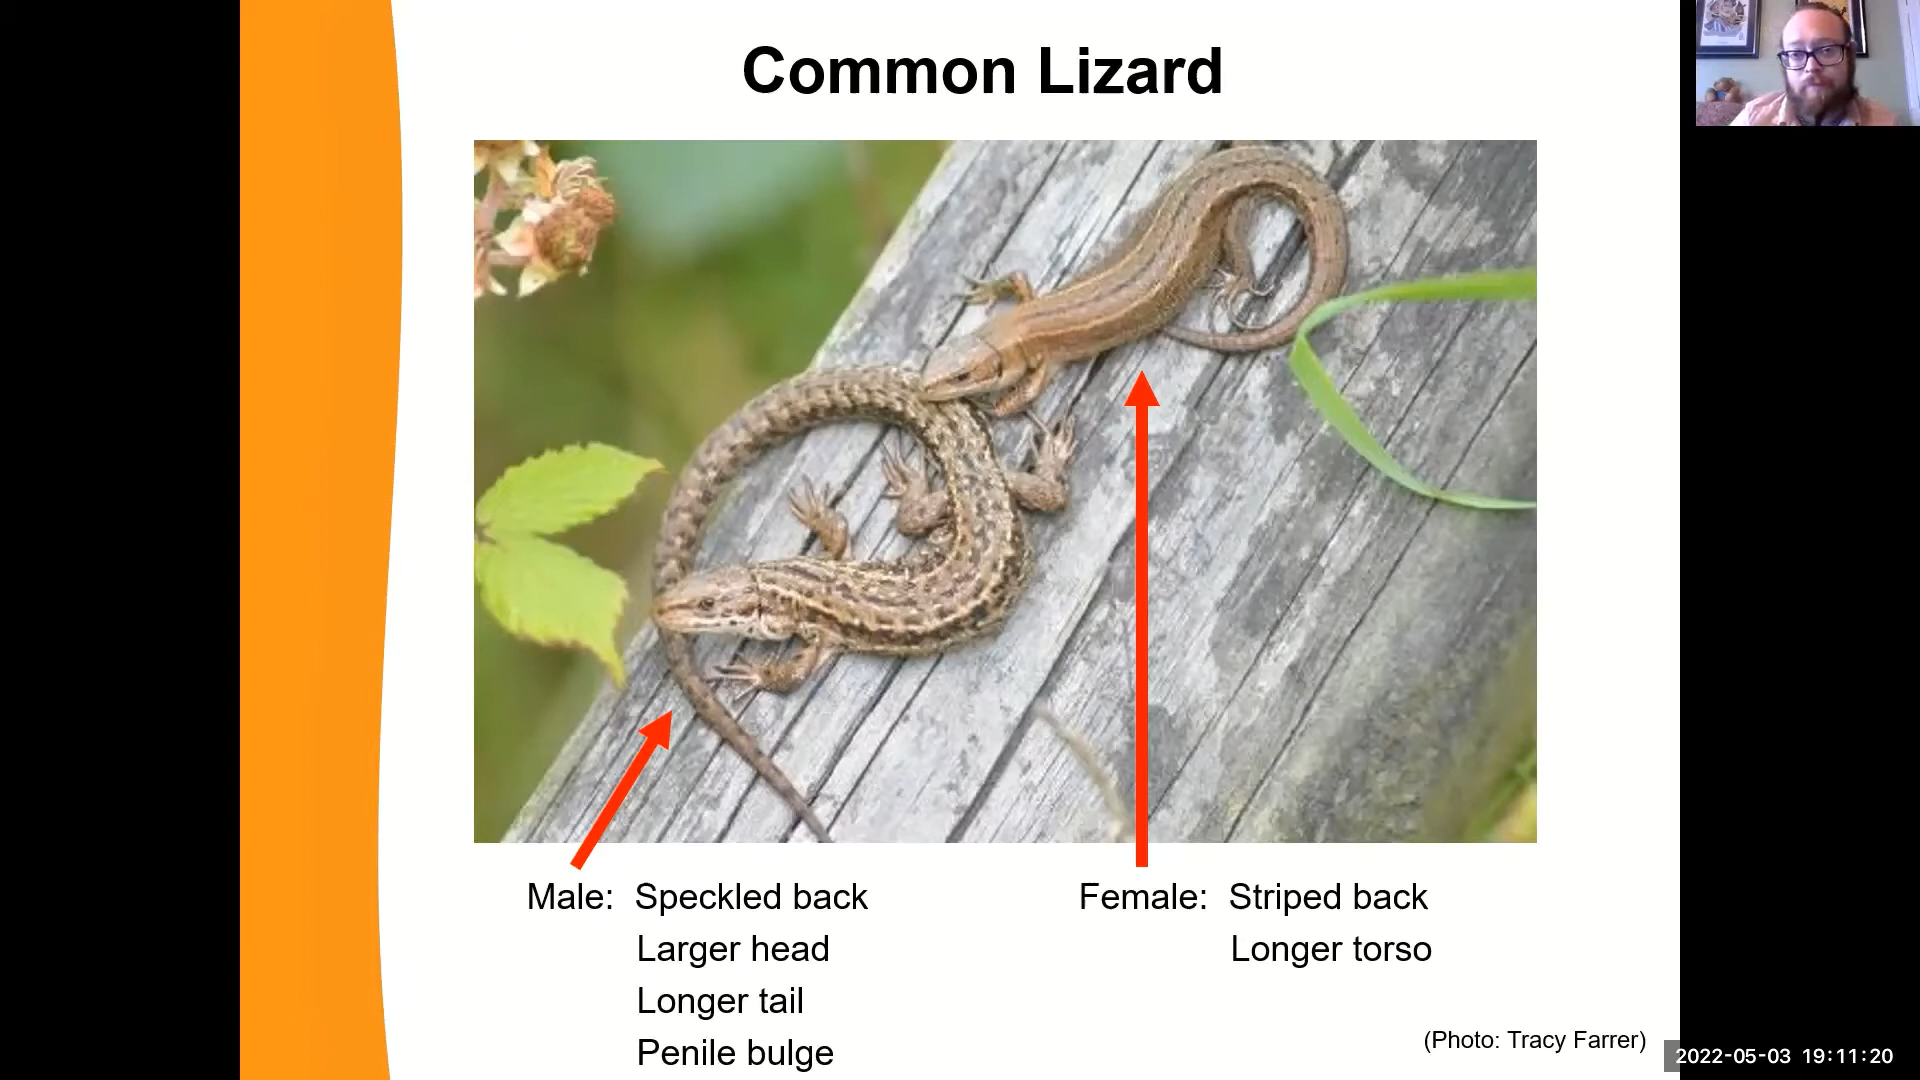 Common Lizard
Male: Speckled back
Larger head
Longer tail
Penile bulge
Female: Striped back
Longer torso
(Photo: Tracy Farrer)
2022-05-03 19:11:20